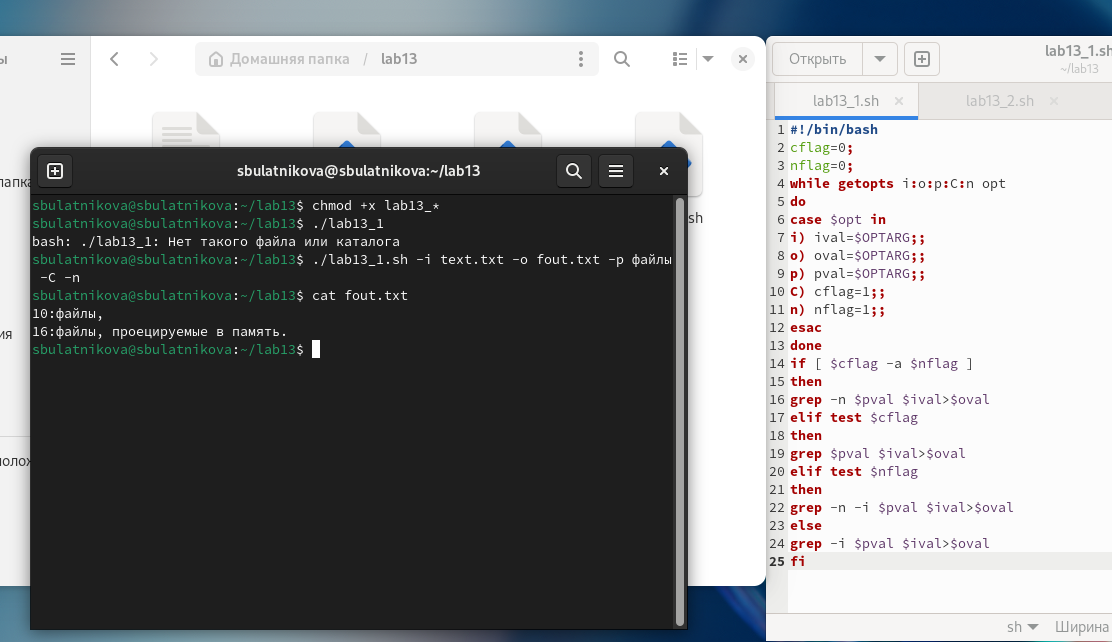 Домашняя папка / lab13
sbulatnikova@sbulatnikova:~/lab13
sbulatnikova@sbulatnikova:~/lab13$ chmod +x lab13_*
sbulatnikova@sbulatnikova:~/lab13$ ./lab13_1
bash: ./lab13_1: Нет такого файла или каталога
sbulatnikova@sbulatnikova:~/lab13$ ./lab13_1.sh -i text.txt -o fout.txt -p файлы
-C -n
sbulatnikova@sbulatnikova:~/lab13$ cat fout.txt
10:файлы,
16:файлы, проецируемые в память.
sbulatnikova@sbulatnikova:~/lab13$
Открыть
lab13_1.sh
~/lab13
lab13_1.sh
lab13_2.sh
1 #!/bin/bash
2 cflag=0;
3 nflag=0;
4 while getopts i:o:p:C:n opt
5 do
6 case $opt in
7 i) ival=$OPTARG;;
8 o) oval=$OPTARG;;
9 p) pval=$OPTARG;;
10 C) cflag=1;;
11 n) nflag=1;;
12 esac
13 done
14 if [ $cflag -a $nflag ]
15 then
16 grep -n $pval $ival>$oval
17 elif test $cflag
18 then
19 grep $pval $ival>$oval
20 elif test $nflag
21 then
22 grep -n -i $pval $ival>$oval
23 else
24 grep -i $pval $ival>$oval
25 fi
sh
Ширина